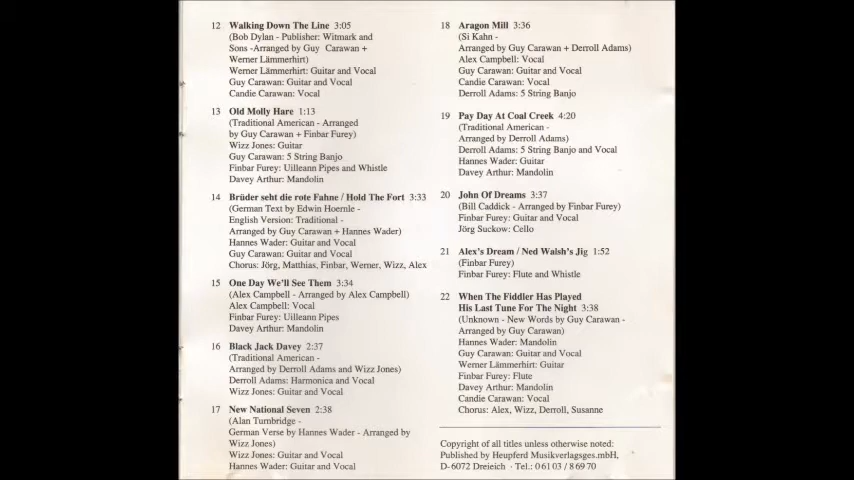 12 Walking Down The Line 3:05
(Bob Dylan - Publisher: Witmark and
Sons -Arranged by Guy Carawan +
Werner Lämmerhirt)
Werner Lämmerhirt: Guitar and Vocal
Guy Carawan: Guitar and Vocal
Candie Carawan: Vocal
13 Old Molly Hare 1:13
(Traditional American - Arranged
by Guy Carawan + Finbar Furey)
Wizz Jones: Guitar
Guy Carawan: 5 String Banjo
Finbar Furey: Uilleann Pipes and Whistle
Davey Arthur: Mandolin
14 Brüder seht die rote Fahne / Hold The Fort 3:33
(German Text by Edwin Hoernle -
English Version: Traditional -
Arranged by Guy Carawan + Hannes Wader)
Hannes Wader: Guitar and Vocal
Guy Carawan: Guitar and Vocal
Chorus: Jörg, Matthias, Finbar, Werner, Wizz, Alex
15 One Day We'll See Them 3:34
(Alex Campbell - Arranged by Alex Campbell)
Alex Campbell: Vocal
Finbar Furey: Uilleann Pipes
Davey Arthur: Mandolin
16 Black Jack Davey 2:37
(Traditional American -
Arranged by Derroll Adams and Wizz Jones)
Derroll Adams: Harmonica and Vocal
Wizz Jones: Guitar and Vocal
17 New National Seven 2:38
(Alan Turnbridge -
German Verse by Hannes Wader - Arranged by
Wizz Jones)
Wizz Jones: Guitar and Vocal
Hannes Wader: Guitar and Vocal
18 Aragon Mill 3:36
(Si Kahn -
Arranged by Guy Carawan + Derroll Adams)
Alex Campbell: Vocal
Guy Carawan: Guitar and Vocal
Candie Carawan: Vocal
Derroll Adams: 5 String Banjo
19 Pay Day At Coal Creek 4:20
(Traditional American -
Arranged by Derroll Adams)
Derroll Adams: 5 String Banjo and Vocal
Hannes Wader: Guitar
Davey Arthur: Mandolin
20 John Of Dreams 3:37
(Bill Caddick - Arranged by Finbar Furey)
Finbar Furey: Guitar and Vocal
Jörg Suckow: Cello
21 Alex's Dream / Ned Walsh's Jig 1:52
(Finbar Furey)
Finbar Furey: Flute and Whistle
22 When The Fiddler Has Played
His Last Tune For The Night 3:38
(Unknown - New Words by Guy Carawan -
Arranged by Guy Carawan)
Hannes Wader: Mandolin
Guy Carawan: Guitar and Vocal
Werner Lämmerhirt: Guitar
Finbar Furey: Flute
Davey Arthur: Mandolin
Candie Carawan: Vocal
Chorus: Alex, Wizz, Derroll, Susanne
Copyright of all titles unless otherwise noted:
Published by Heupferd Musikverlagsges.mbH,
D-6072 Dreieich · Tel.: 0 61 03 / 8 69 70